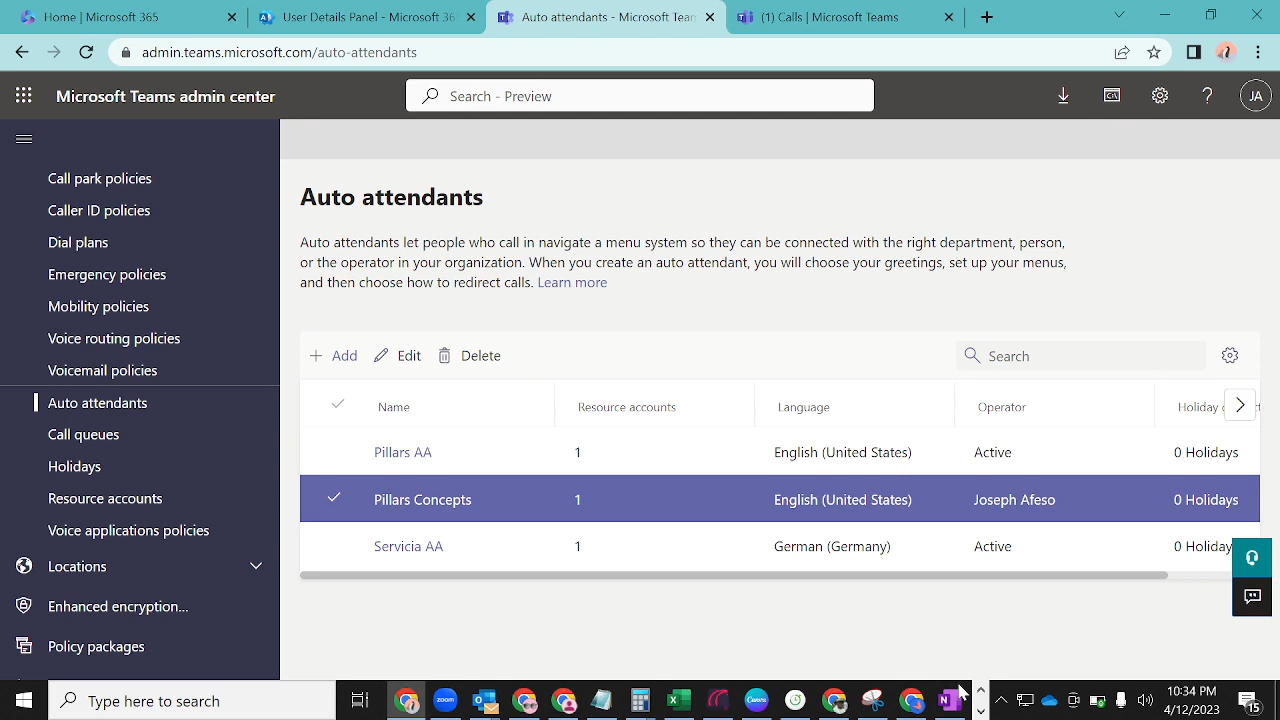 Home | Microsoft 365
User Details Panel - Microsoft 36
Auto attendants - Microsoft Team
(1) Calls | Microsoft Teams
admin.teams.microsoft.com/auto-attendants
Microsoft Teams admin center
Search - Preview
JA
Call park policies
Caller ID policies
Dial plans
Emergency policies
Mobility policies
Voice routing policies
Voicemail policies
Auto attendants
Call queues
Holidays
Resource accounts
Voice applications policies
Locations
Enhanced encryption...
Policy packages
Auto attendants
Auto attendants let people who call in navigate a menu system so they can be connected with the right department, person,
or the operator in your organization. When you create an auto attendant, you will choose your greetings, set up your menus,
and then choose how to redirect calls. Learn more
Add Edit Delete
Search
Name Resource accounts Language Operator Holiday
Pillars AA 1 English (United States) Active 0 Holidays
Pillars Concepts 1 English (United States) Joseph Afeso 0 Holidays
Servicia AA 1 German (Germany) Active 0 Holiday
Type here to search
zoom
Canva
10:34 PM
4/12/2023
15